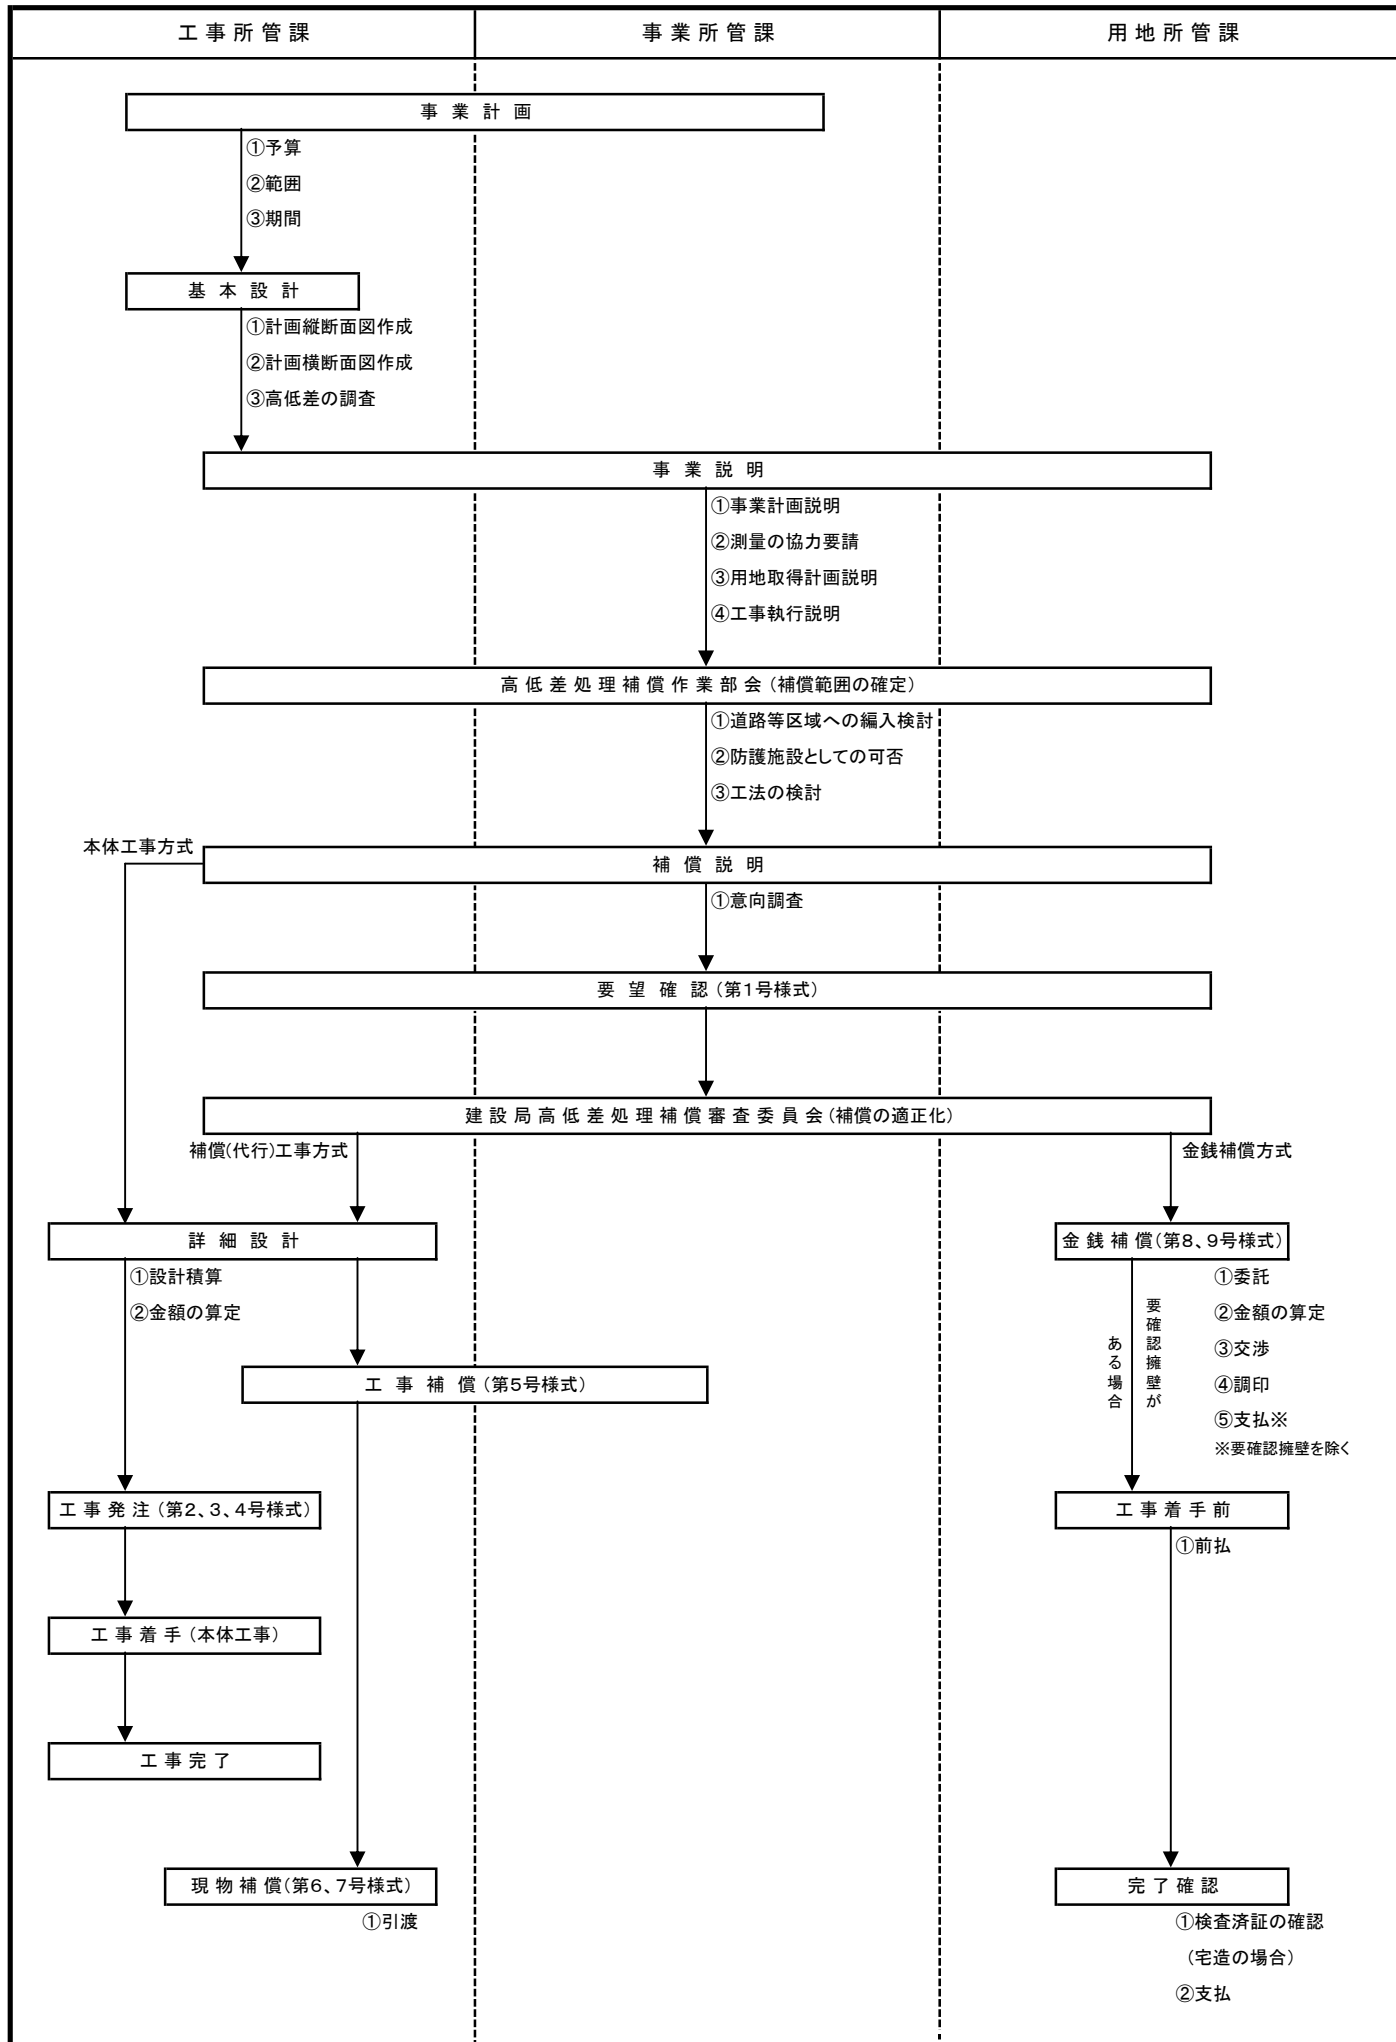 工事所管課
事業所管課
用地所管課
事業計画
①予算
②範囲
③期間
基本設計
①計画縦断面図作成
②計画横断面図作成
③高低差の調査
事業説明
①事業計画説明
②測量の協力要請
③用地取得計画説明
④工事執行説明
高低差処理補償作業部会(補償範囲の確定)
①道路等区域への編入検討
②防護施設としての可否
③工法の検討
本体工事方式
補償説明
①意向調査
要望確認(第1号様式)
建設局高低差処理補償審査委員会(補償の適正化)
補償(代行)工事方式
金銭補償方式
詳細設計
①設計積算
②金額の算定
金銭補償(第8、9号様式)
要確認擁壁が
ある場合
①委託
②金額の算定
③交渉
④調印
⑤支払※
※要確認擁壁を除く
工事補償(第5号様式)
工事発注(第2、3、4号様式)
工事着手前
①前払
工事着手(本体工事)
工事完了
現物補償(第6、7号様式)
①引渡
完了確認
①検査済証の確認
(宅造の場合)
②支払